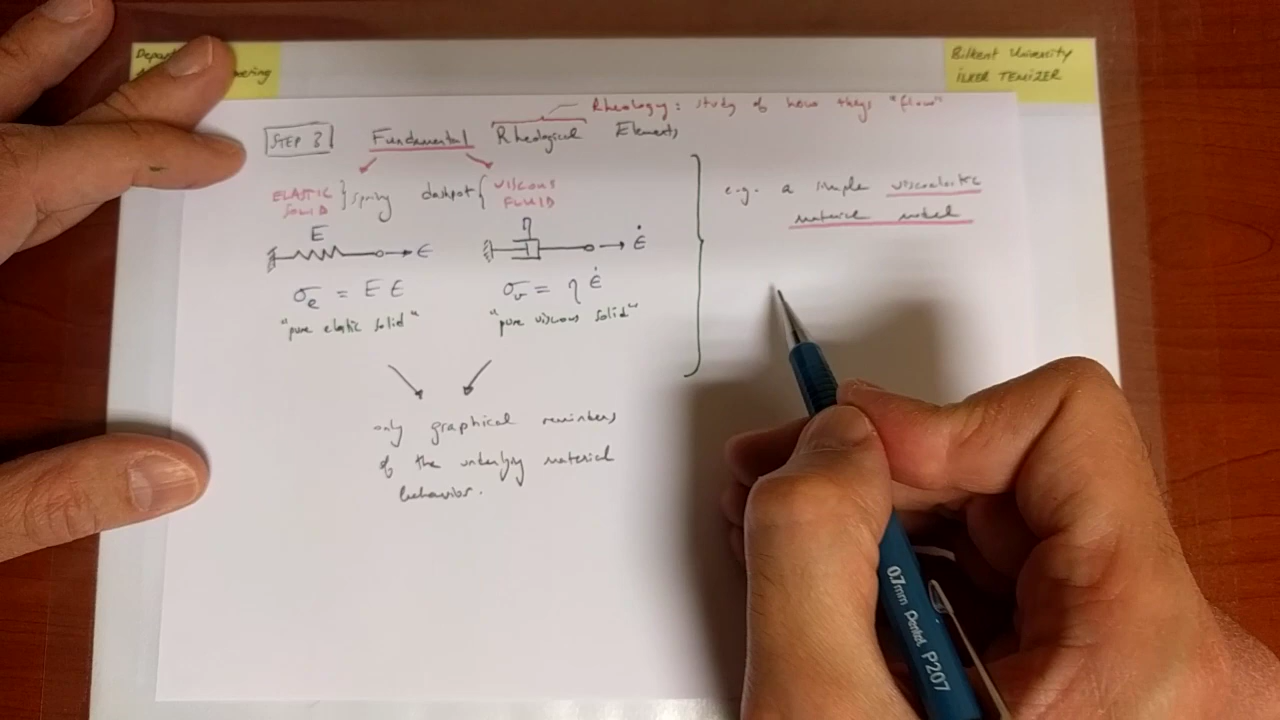 Depart
eering
Bilkent University
İLKER TEMİZER
Rheology : study of how things "flow"
STEP 3 Fundamental Rheological Elements
ELASTIC SOLID } spring dashpot { VISCOUS FLUID
E η
ϵ ϵ̇
σe = E ϵ σv = η ϵ̇
"pure elastic solid" "pure viscous solid"
only graphical reminders
of the underlying material
behavior.
e.g. a simple viscoelastic
material model
0.7mm Pentel P207